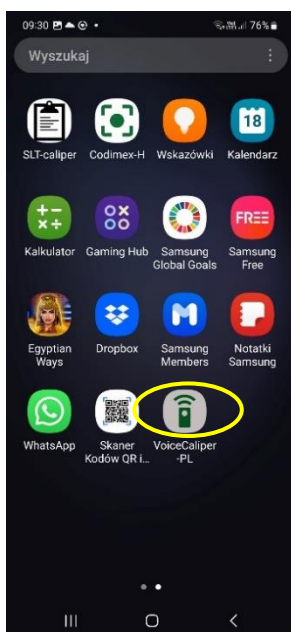 09:30 76%
Wyszukaj
SLT-caliper Codimex-H Wskazówki Kalendarz
18
Kalkulator Gaming Hub Samsung Samsung
Global Goals Free
FREE
Egyptian Dropbox Samsung Notatki
Ways Members Samsung
WhatsApp Skaner VoiceCaliper
Kodów QR i... -PL